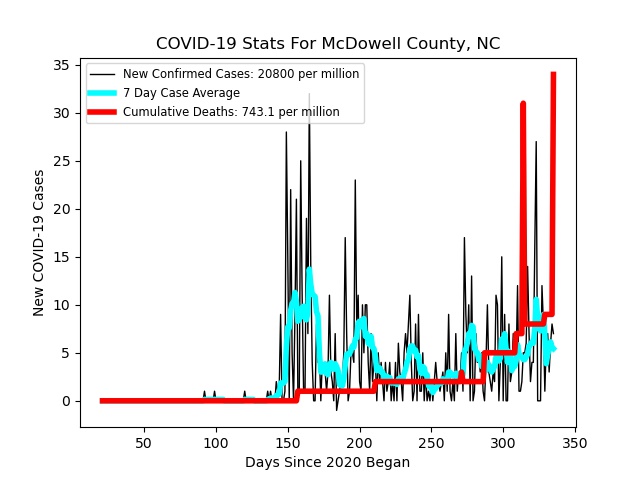 COVID-19 Stats For McDowell County, NC
New Confirmed Cases: 20800 per million
7 Day Case Average
Cumulative Deaths: 743.1 per million
New COVID-19 Cases
35
30
25
20
15
10
5
0
50 100 150 200 250 300 350
Days Since 2020 Began